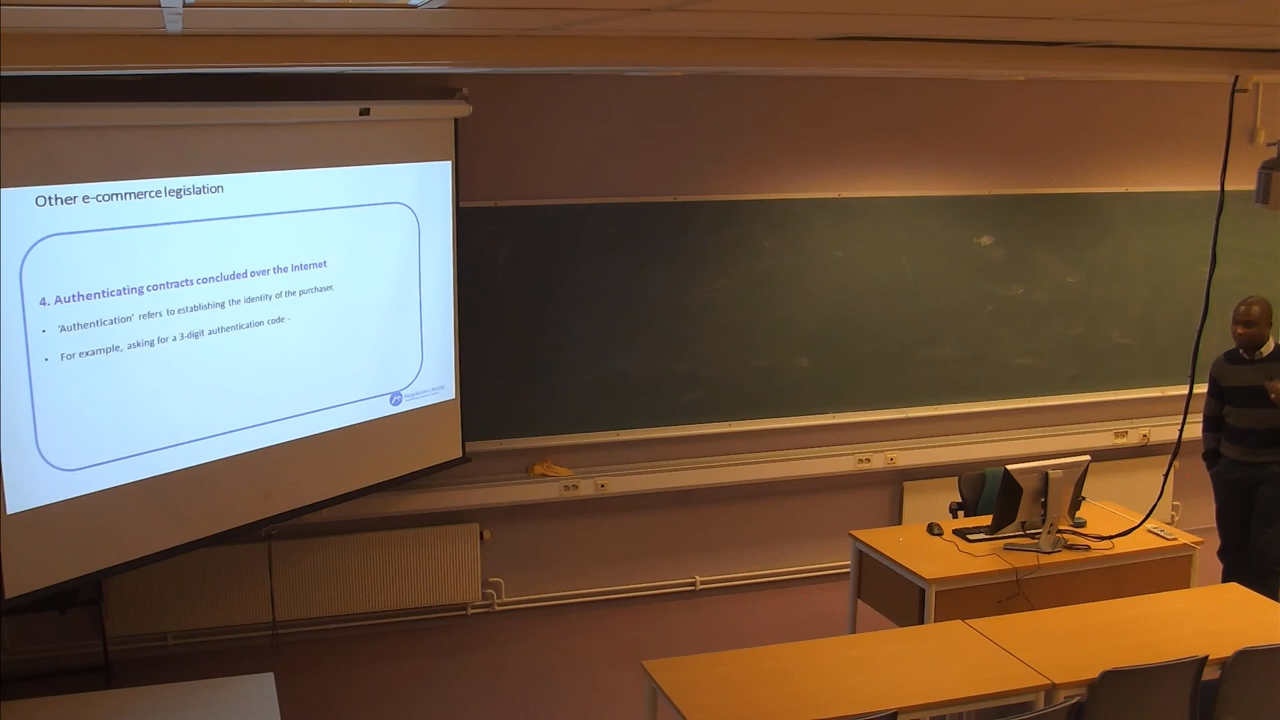 Other e-commerce legislation
4. Authenticating contracts concluded over the Internet
• 'Authentication' refers to establishing the identity of the purchaser.
• For example, asking for a 3-digit authentication code -